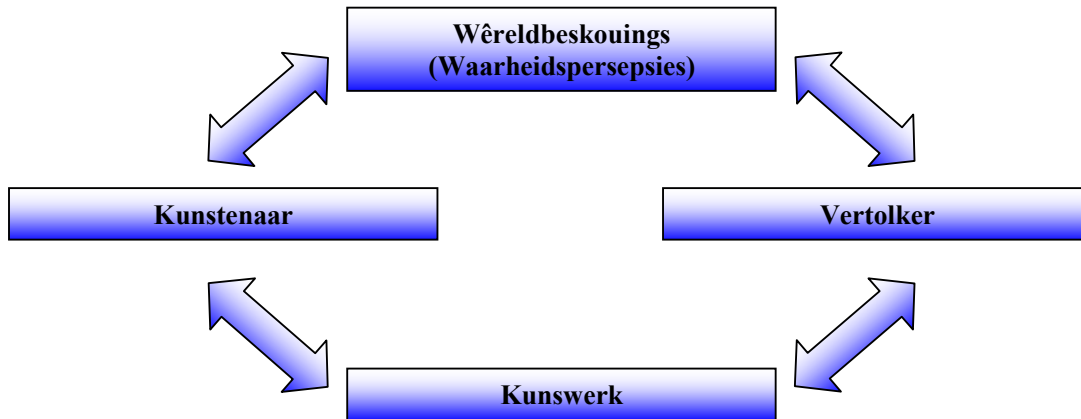 Wêreldbeskouings
(Waarheidspersepsies)
Kunstenaar
Vertolker
Kunswerk